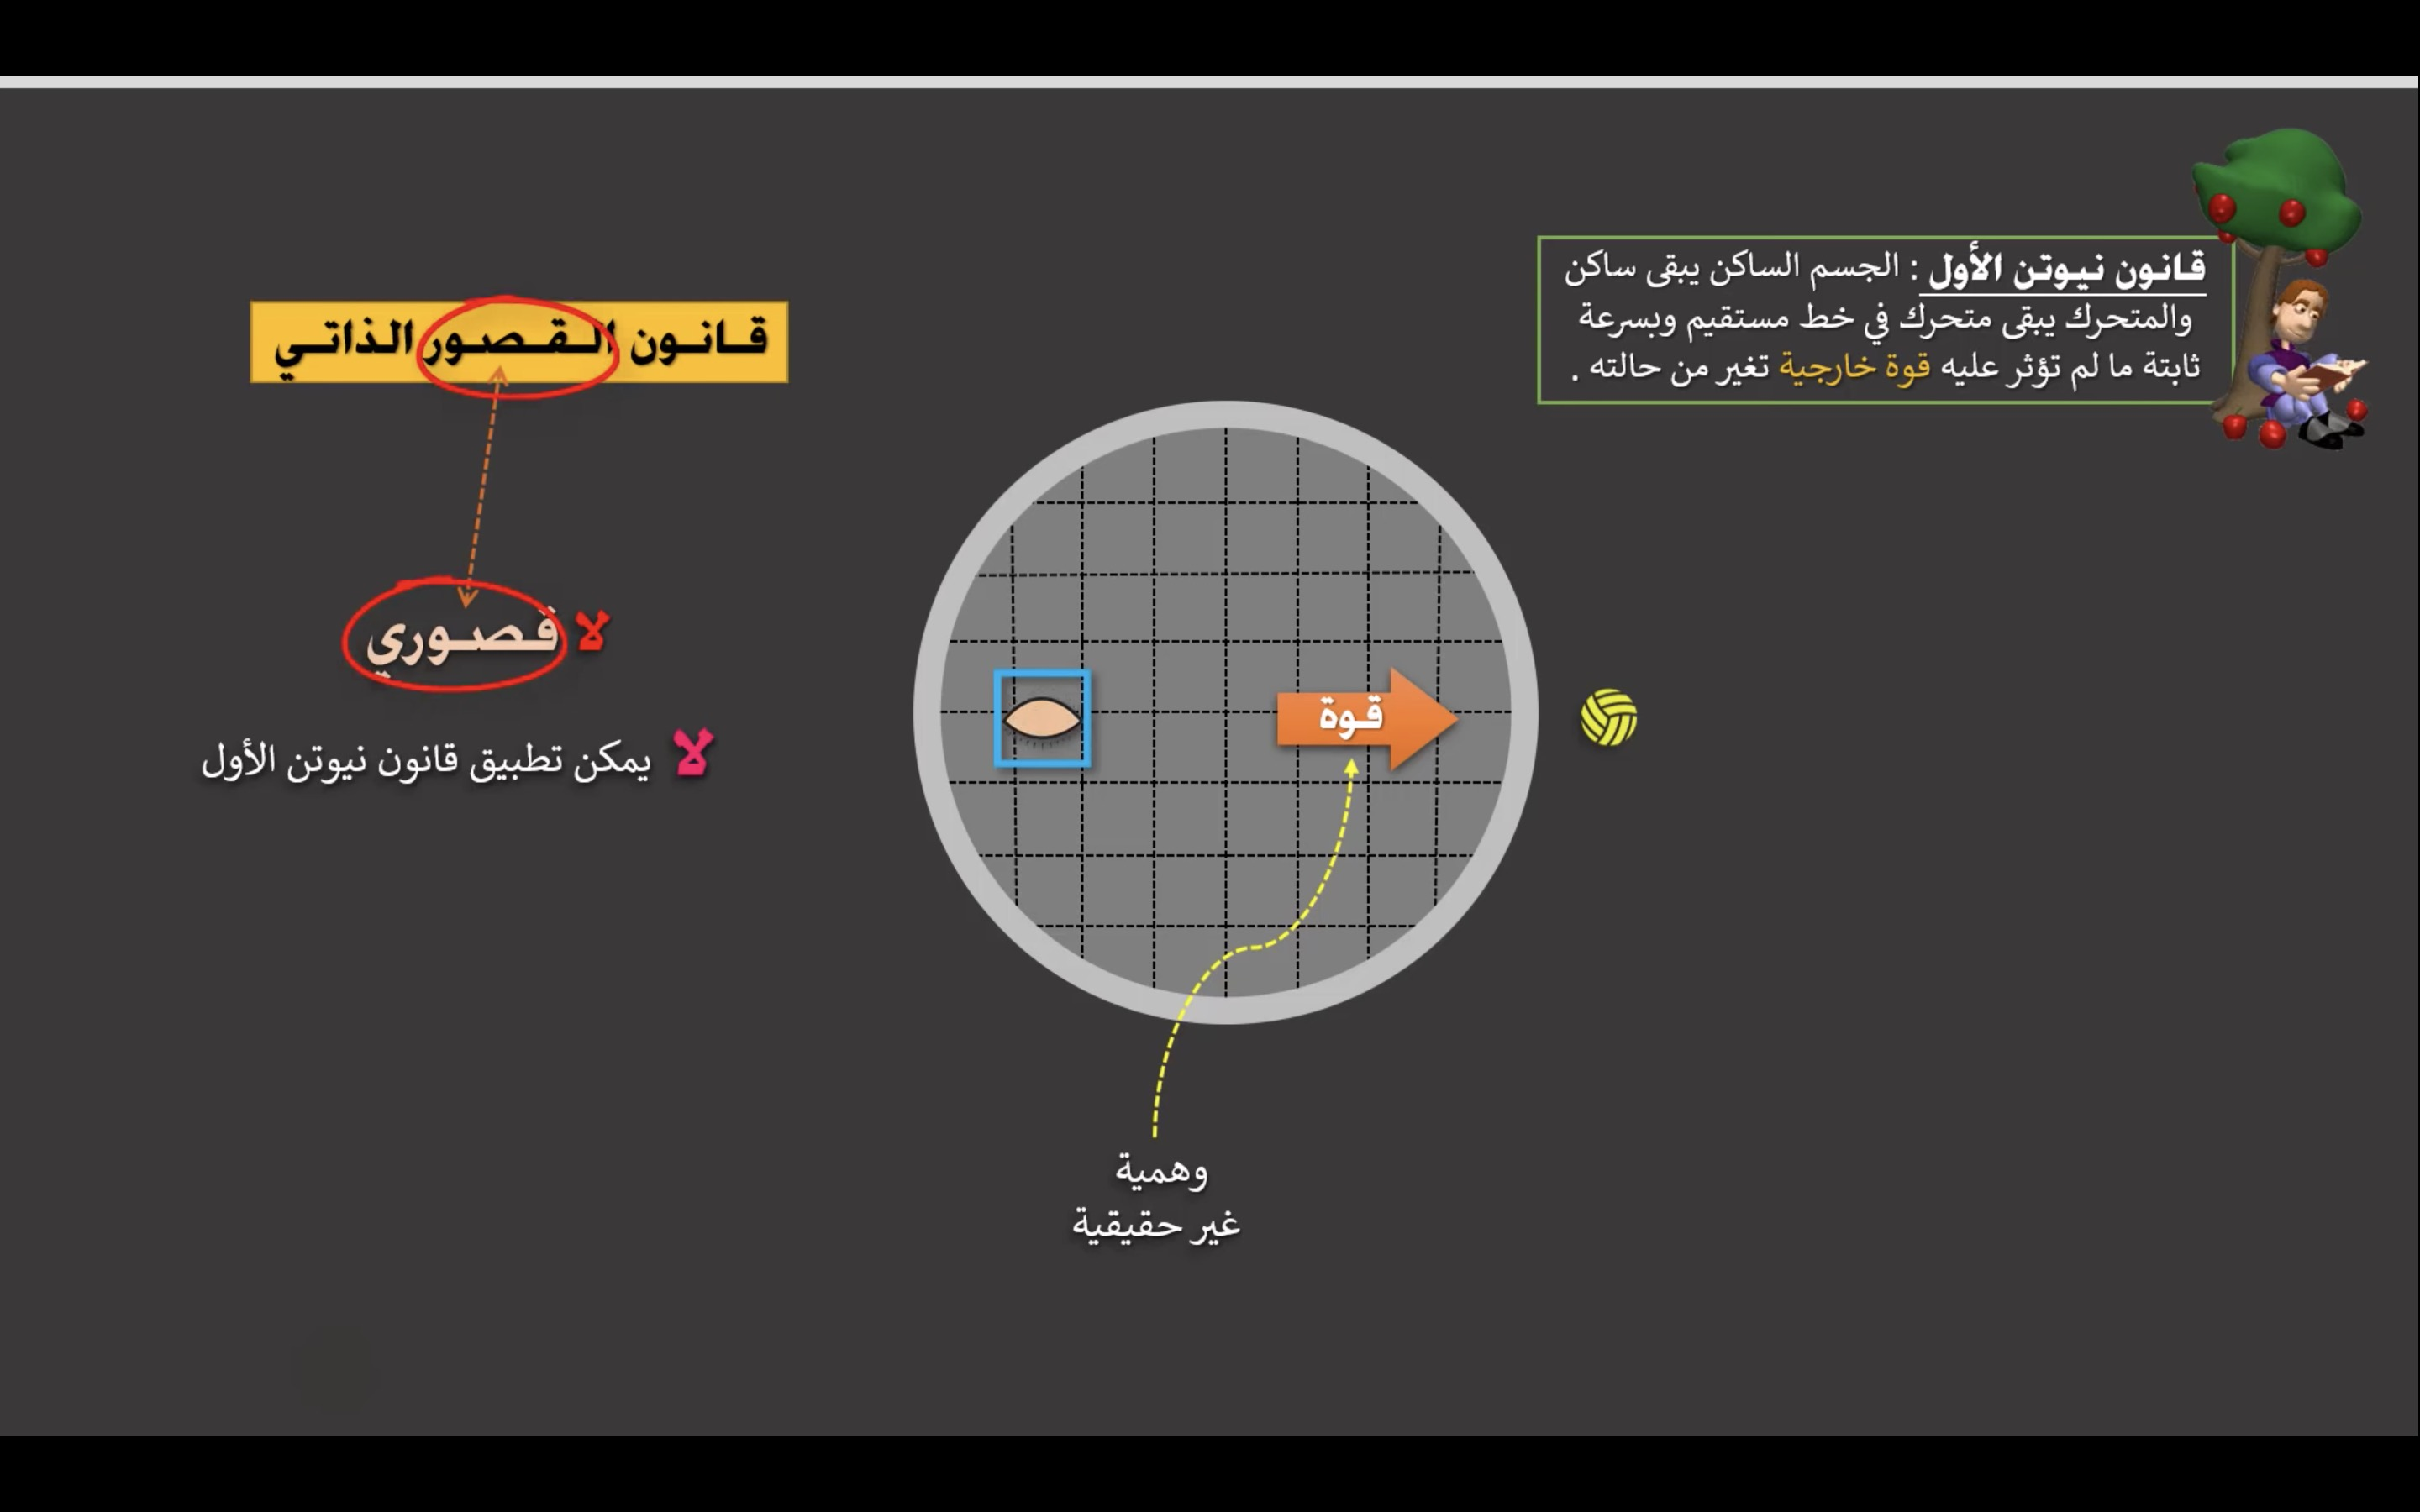 قانون نيوتن الأول : الجسم الساكن يبقى ساكن
والمتحرك يبقى متحرك في خط مستقيم وبسرعة
ثابتة ما لم تؤثر عليه قوة خارجية تغير من حالته .
قانون القصور الذاتي
لا قصوري
لا يمكن تطبيق قانون نيوتن الأول
قوة
وهمية
غير حقيقية